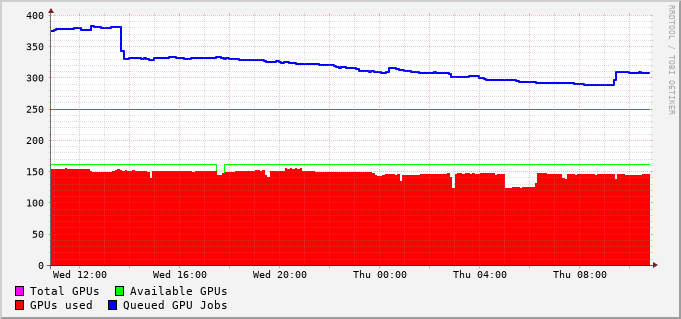 400
350
300
250
200
150
100
50
0
Wed 12:00 Wed 16:00 Wed 20:00 Thu 00:00 Thu 04:00 Thu 08:00
Total GPUs Available GPUs
GPUs used Queued GPU Jobs
RRDTOOL / TOBI OETIKER